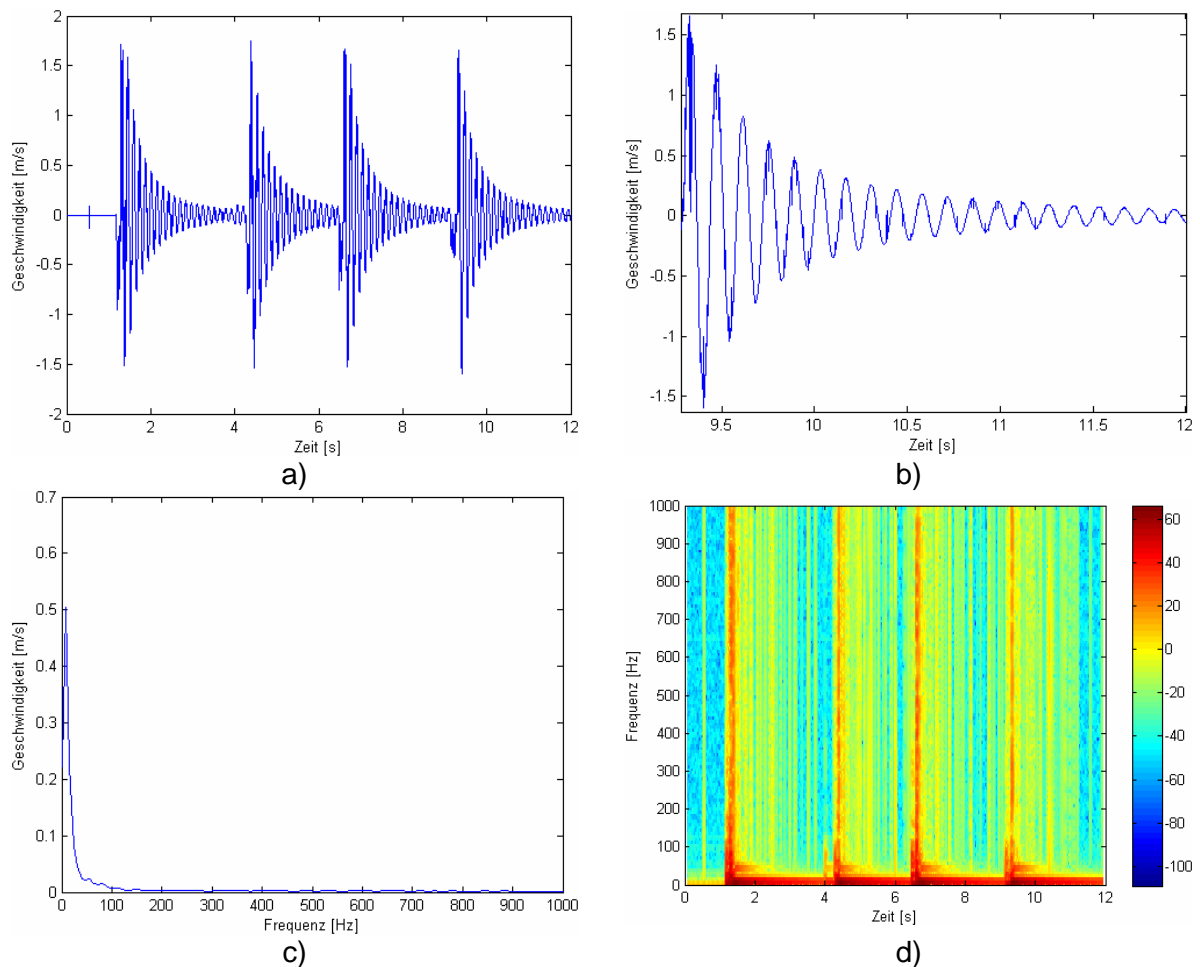 2
1.5
1
0.5
0
-0.5
-1
-1.5
-2
0 2 4 6 8 10 12
Geschwindigkeit [m/s]
Zeit [s]
a)
1.5
1
0.5
0
-0.5
-1
-1.5
9.5 10 10.5 11 11.5 12
Geschwindigkeit [m/s]
Zeit [s]
b)
0.7
0.6
0.5
0.4
0.3
0.2
0.1
0
0 100 200 300 400 500 600 700 800 900 1000
Geschwindigkeit [m/s]
Frequenz [Hz]
c)
1000
900
800
700
600
500
400
300
200
100
0
0 2 4 6 8 10 12
Frequenz [Hz]
Zeit [s]
60
40
20
0
-20
-40
-60
-80
-100
d)